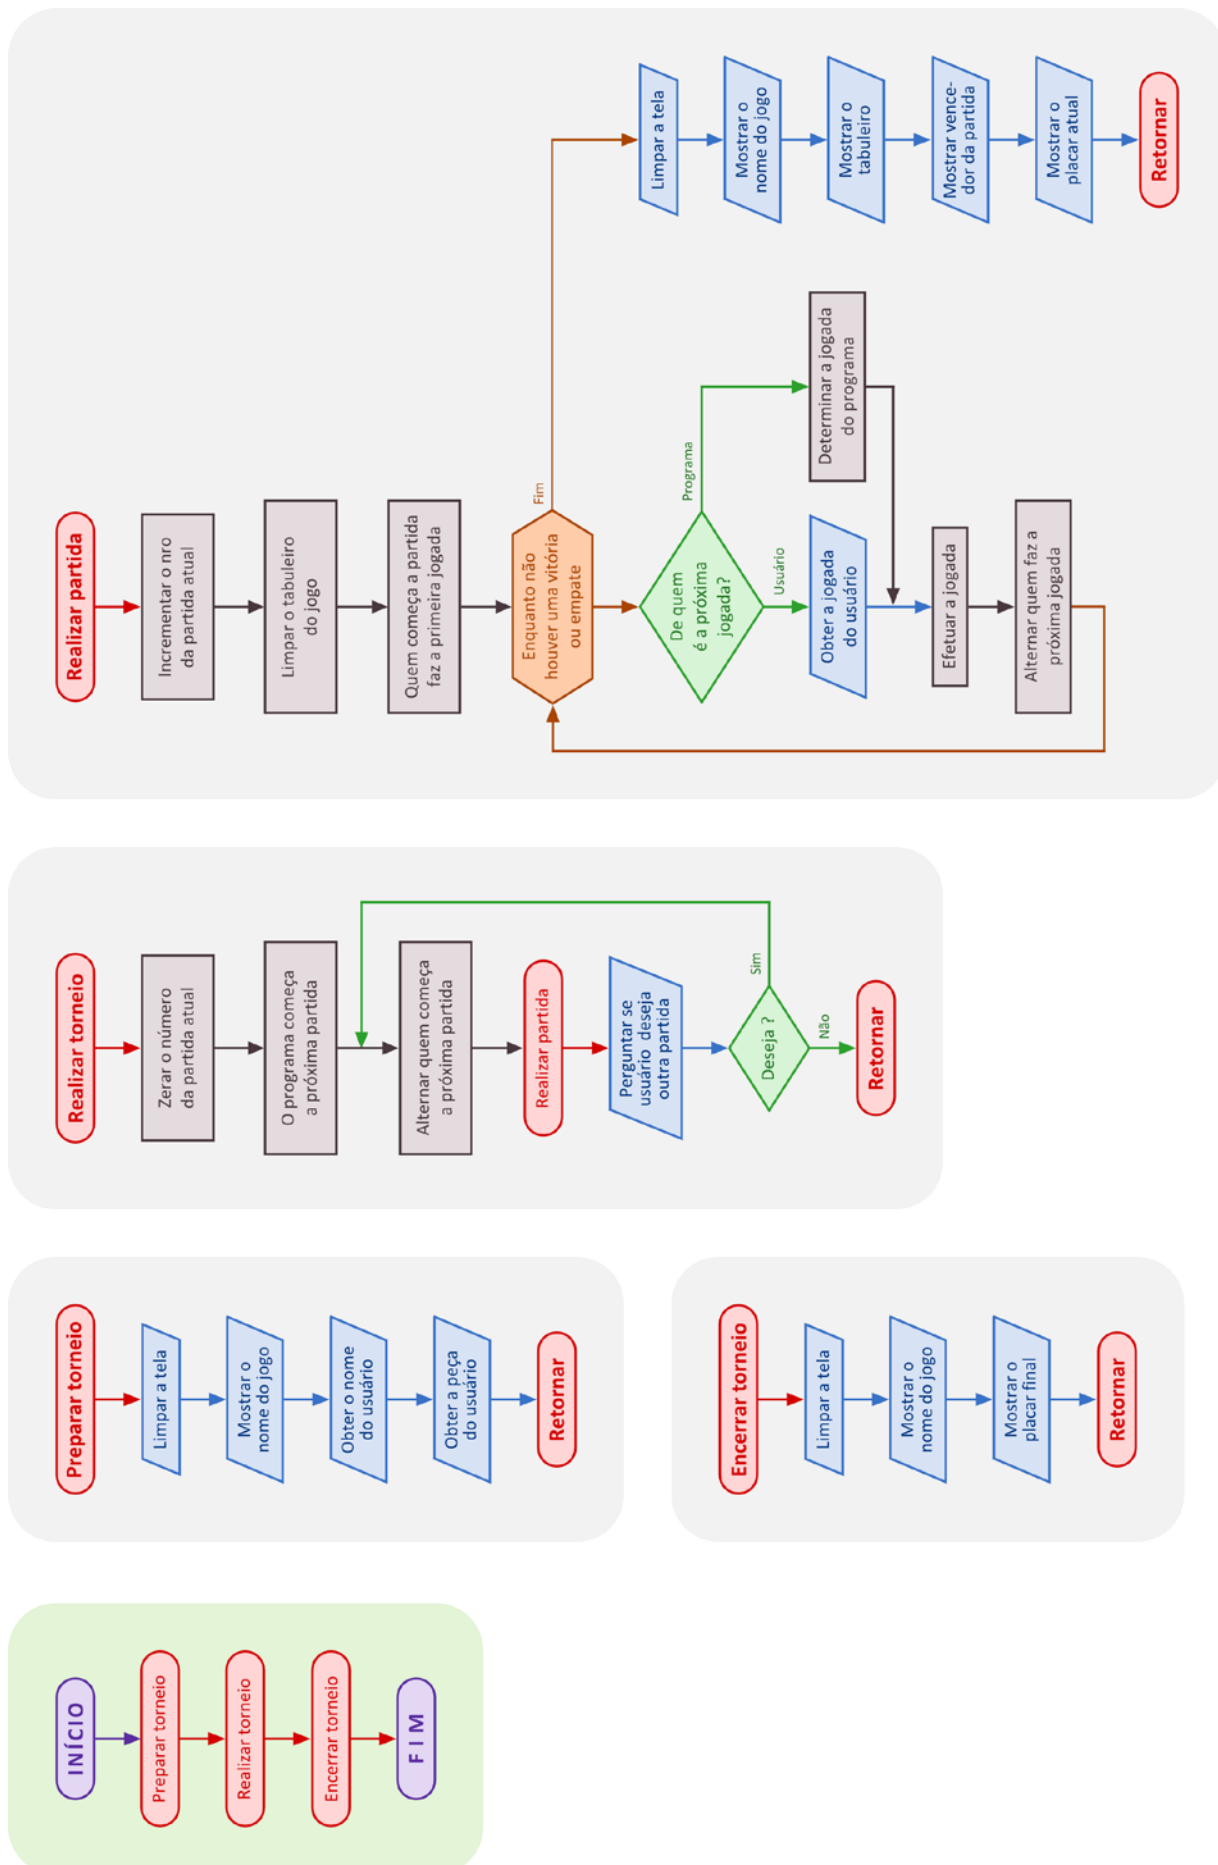 INÍCIO
Preparar torneio
Realizar torneio
Encerrar torneio
F I M
Preparar torneio
Limpar a tela
Mostrar o
nome do jogo
Obter o nome
do usuário
Obter a peça
do usuário
Retornar
Encerrar torneio
Limpar a tela
Mostrar o
nome do jogo
Mostrar o
placar final
Retornar
Realizar torneio
Zerar o número
da partida atual
O programa começa
a próxima partida
Alternar quem começa
a próxima partida
Realizar partida
Perguntar se
usuário deseja
outra partida
Deseja ?
Sim
Não
Retornar
Realizar partida
Incrementar o nro
da partida atual
Limpar o tabuleiro
do jogo
Quem começa a partida
faz a primeira jogada
Enquanto não
houver uma vitória
ou empate
Fim
De quem
é a próxima
jogada?
Programa
Usuário
Obter a jogada
do usuário
Determinar a jogada
do programa
Efetuar a jogada
Alternar quem faz a
próxima jogada
Limpar a tela
Mostrar o
nome do jogo
Mostrar o
tabuleiro
Mostrar vence-
dor da partida
Mostrar o
placar atual
Retornar